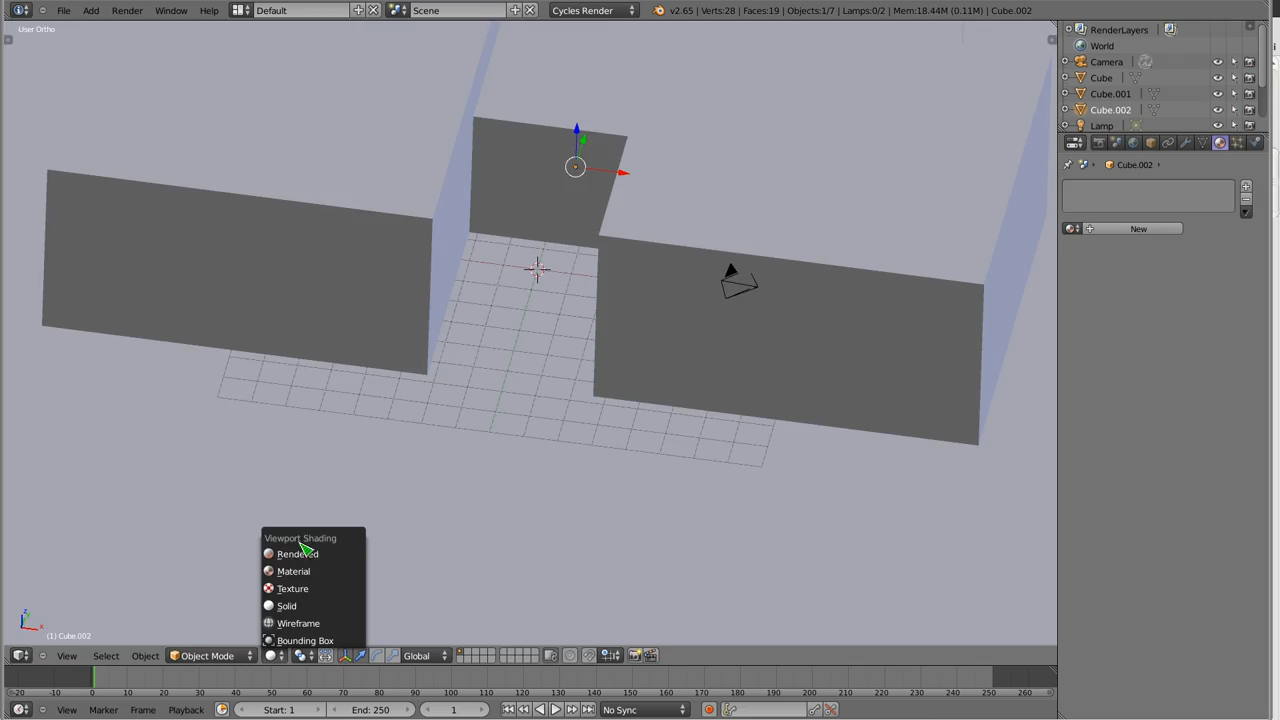 File Add Render Window Help Default Scene Cycles Render v2.65 | Verts:28 | Faces:19 | Objects:1/7 | Lamps:0/2 | Mem:18.44M (0.11M) | Cube.002
User Ortho
RenderLayers
World
Camera
Cube
Cube.001
Cube.002
Lamp
Cube.002
New
Viewport Shading
Rendered
Material
Texture
Solid
Wireframe
Bounding Box
z
y
x
(1) Cube.002
View Select Object Object Mode Global
-20 -10 0 10 20 30 40 50 60 70 80 90 100 110 120 130 140 150 160 170 180 190 200 210 220 230 240 250 260
View Marker Frame Playback Start: 1 End: 250 1 No Sync